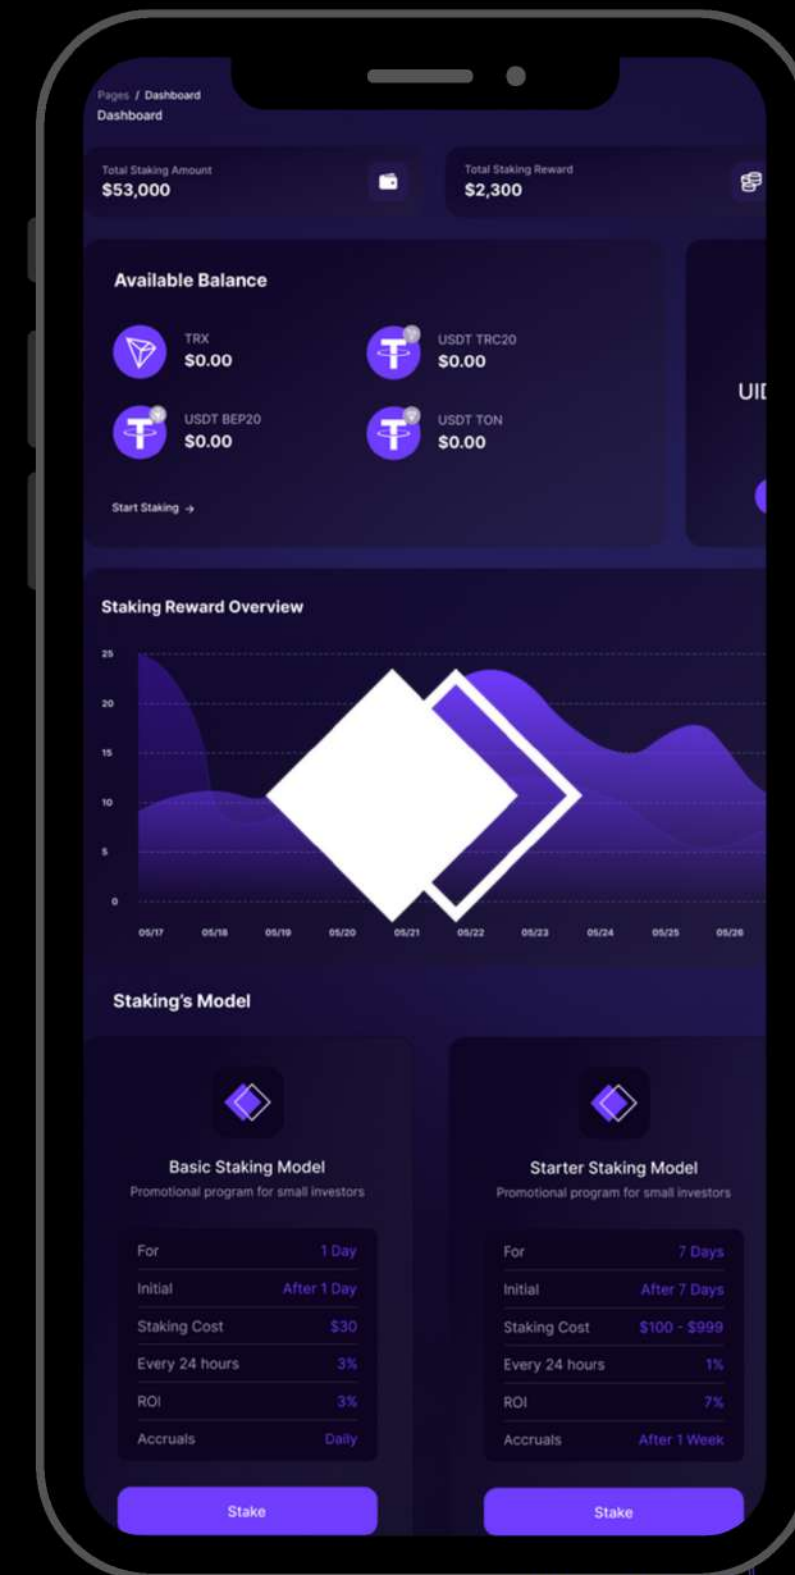 Pages / Dashboard
Dashboard
Total Staking Amount
$53,000
Total Staking Reward
$2,300
Available Balance
TRX
$0.00
USDT TRC20
$0.00
USDT BEP20
$0.00
USDT TON
$0.00
UID
Start Staking →
Staking Reward Overview
25
20
15
10
5
0
05/17 05/18 05/19 05/20 05/21 05/22 05/23 05/24 05/25 05/26
Staking's Model
Basic Staking Model
Promotional program for small investors
For 1 Day
Initial After 1 Day
Staking Cost $30
Every 24 hours 3%
ROI 3%
Accruals Daily
Stake
Starter Staking Model
Promotional program for small investors
For 7 Days
Initial After 7 Days
Staking Cost $100 - $999
Every 24 hours 1%
ROI 7%
Accruals After 1 Week
Stake